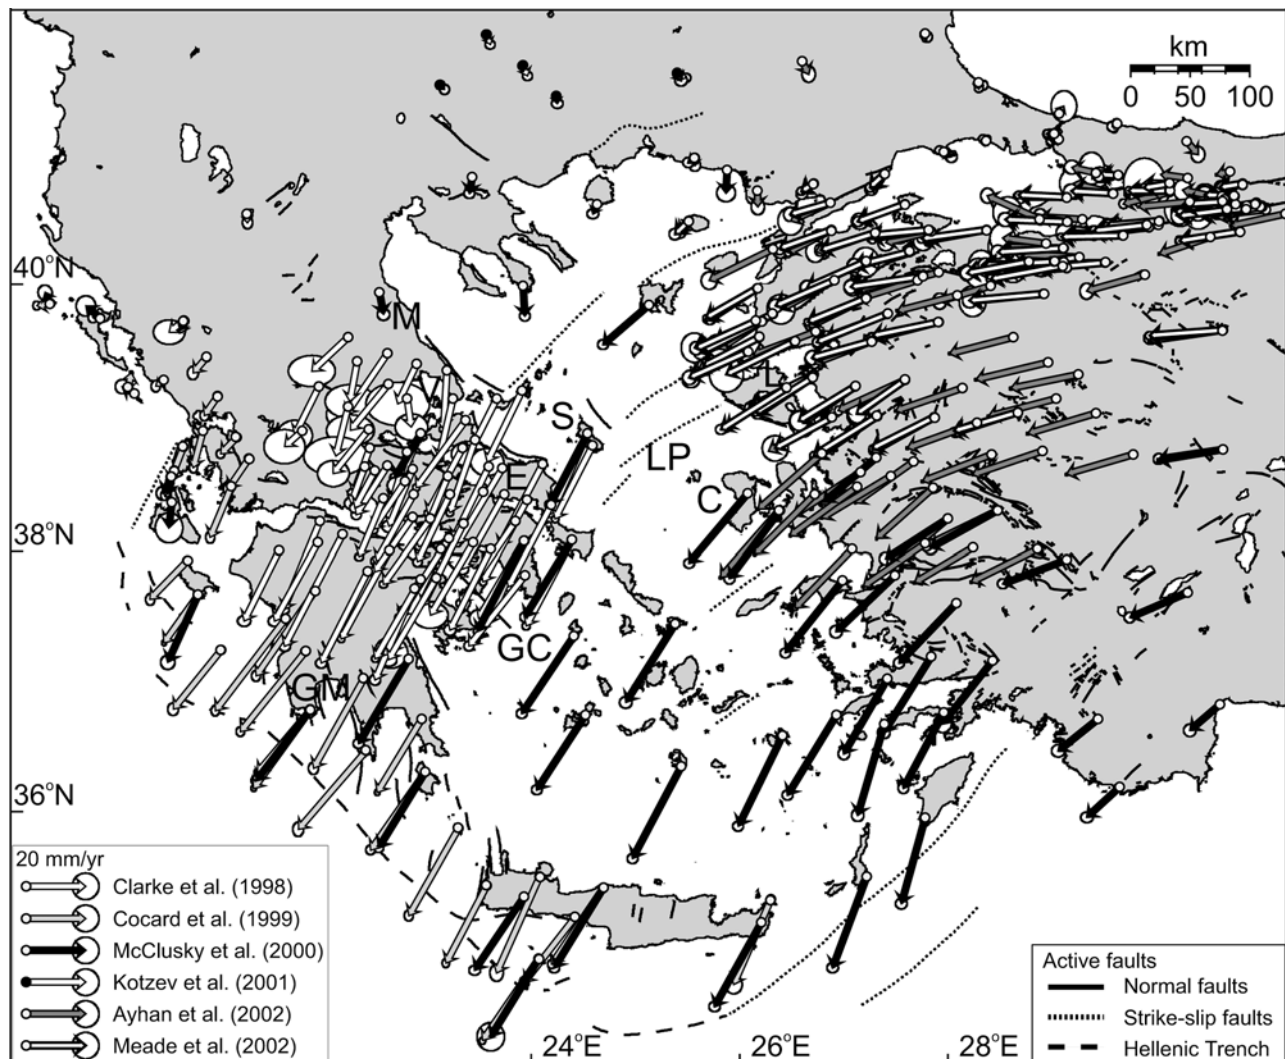 km
0 50 100
40°N
M
V
L
S
LP
E
C
38°N
GC
GM
36°N
20 mm/yr
Clarke et al. (1998)
Cocard et al. (1999)
McClusky et al. (2000)
Kotzev et al. (2001)
Ayhan et al. (2002)
Meade et al. (2002)
Active faults
Normal faults
Strike-slip faults
Hellenic Trench
24°E 26°E 28°E